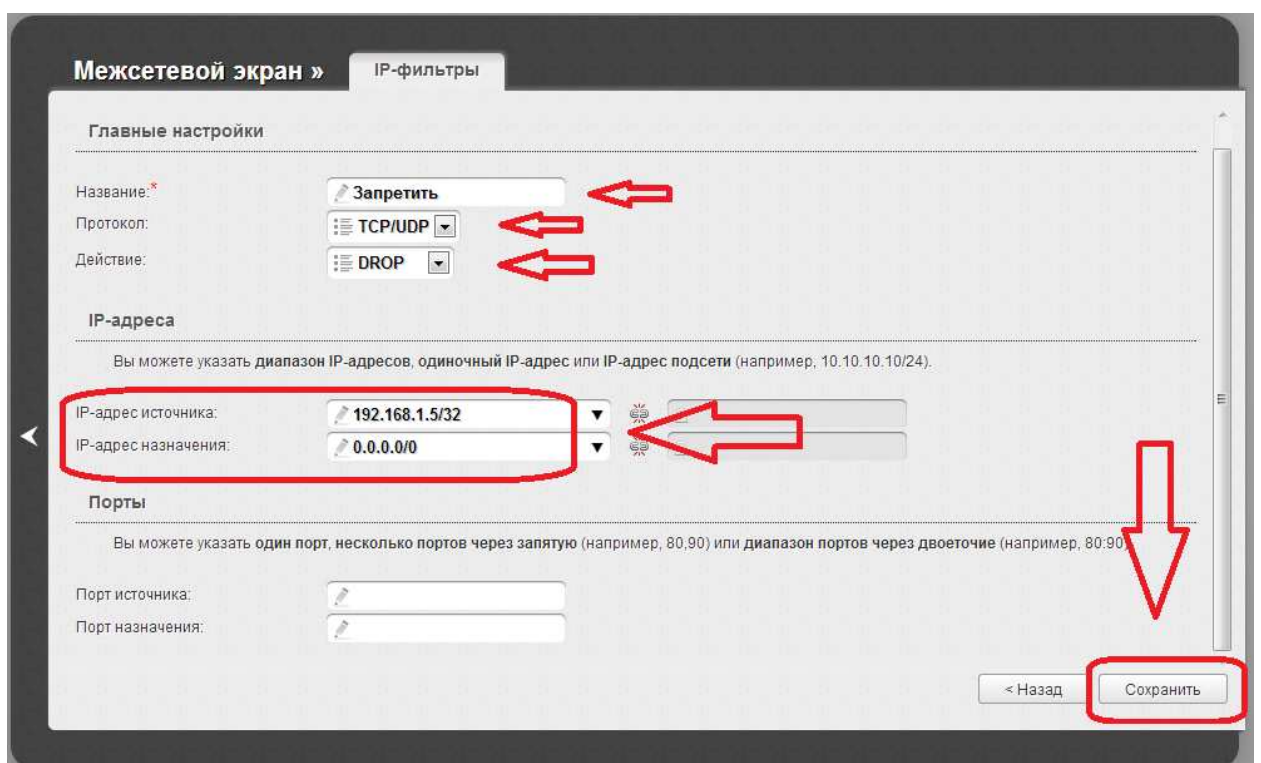 Межсетевой экран » IP-фильтры
Главные настройки
Название:* Запретить
Протокол: TCP/UDP
Действие: DROP
IP-адреса
Вы можете указать диапазон IP-адресов, одиночный IP-адрес или IP-адрес подсети (например, 10.10.10.10/24).
IP-адрес источника: 192.168.1.5/32
IP-адрес назначения: 0.0.0.0/0
Порты
Вы можете указать один порт, несколько портов через запятую (например, 80,90) или диапазон портов через двоеточие (например, 80:90)
Порт источника:
Порт назначения:
< Назад Сохранить